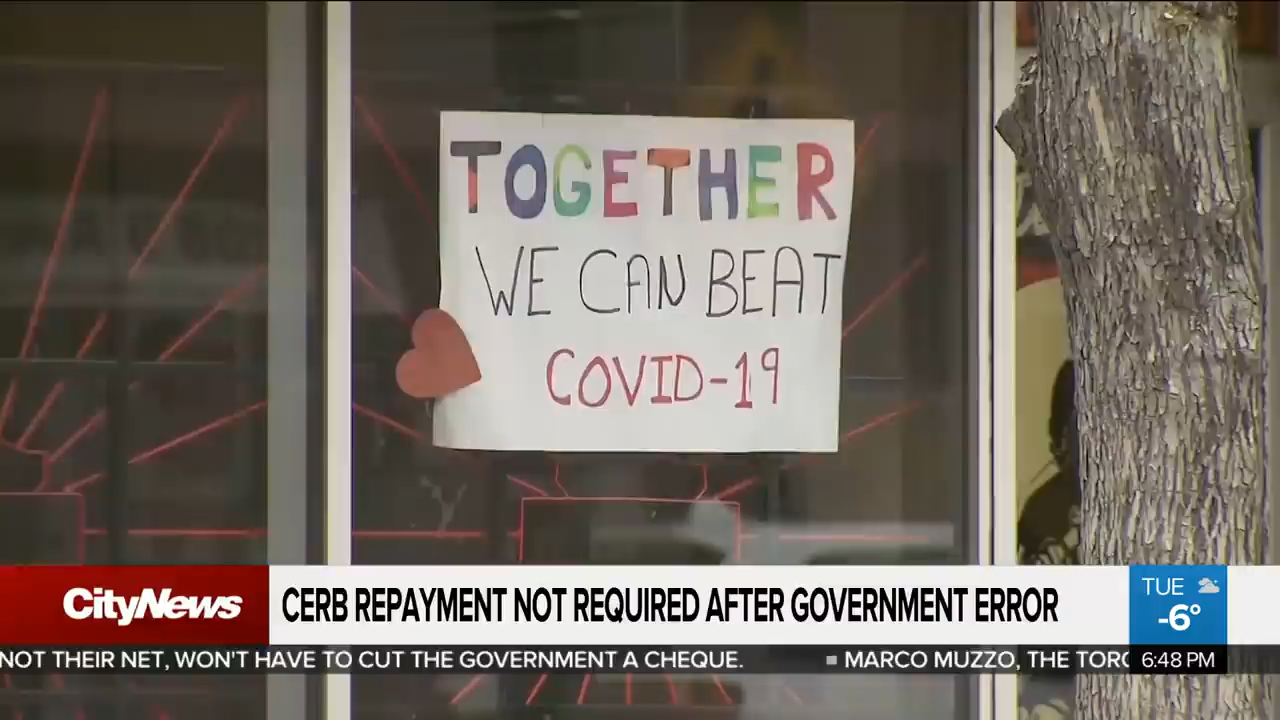 TOGETHER
WE CAN BEAT
COVID-19
CityNews
CERB REPAYMENT NOT REQUIRED AFTER GOVERNMENT ERROR
TUE
-6°
NOT THEIR NET, WON'T HAVE TO CUT THE GOVERNMENT A CHEQUE. ▪ MARCO MUZZO, THE
6:48 PM